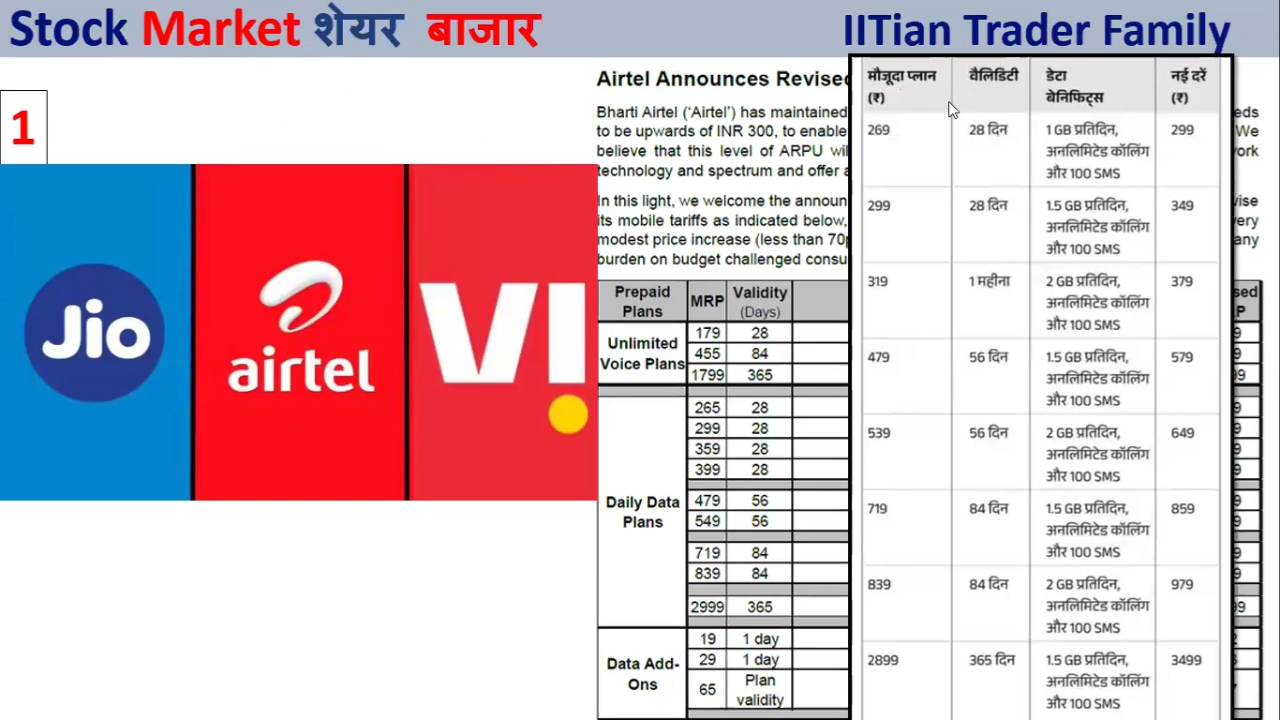 Stock Market शेयर बाजार
IITian Trader Family
1
Jio
airtel
VI
Airtel Announces Revised
Bharti Airtel ('Airtel') has maintained
to be upwards of INR 300, to enable
We
believe that this level of ARPU
technology and spectrum and offer
In this light, we welcome the
its mobile tariffs as indicated below,
modest price increase (less than
any
burden on budget challenged
Prepaid Plans MRP Validity (Days)
Unlimited Voice Plans
179 28
455 84
1799 365
Daily Data Plans
265 28
299 28
359 28
399 28
479 56
549 56
719 84
839 84
2999 365
Data Add-Ons
19 1 day
29 1 day
65 Plan validity
मौजूदा प्लान वैलिडिटी डेटा नई दरें
(₹) बेनिफिट्स (₹)
269 28 दिन 1 GB प्रतिदिन, 299
अनलिमिटेड कॉलिंग
और 100 SMS
299 28 दिन 1.5 GB प्रतिदिन, 349
अनलिमिटेड कॉलिंग
और 100 SMS
319 1 महीना 2 GB प्रतिदिन, 379
अनलिमिटेड कॉलिंग
और 100 SMS
479 56 दिन 1.5 GB प्रतिदिन, 579
अनलिमिटेड कॉलिंग
और 100 SMS
539 56 दिन 2 GB प्रतिदिन, 649
अनलिमिटेड कॉलिंग
और 100 SMS
719 84 दिन 1.5 GB प्रतिदिन, 859
अनलिमिटेड कॉलिंग
और 100 SMS
839 84 दिन 2 GB प्रतिदिन, 979
अनलिमिटेड कॉलिंग
और 100 SMS
2899 365 दिन 1.5 GB प्रतिदिन, 3499
अनलिमिटेड कॉलिंग
और 100 SMS